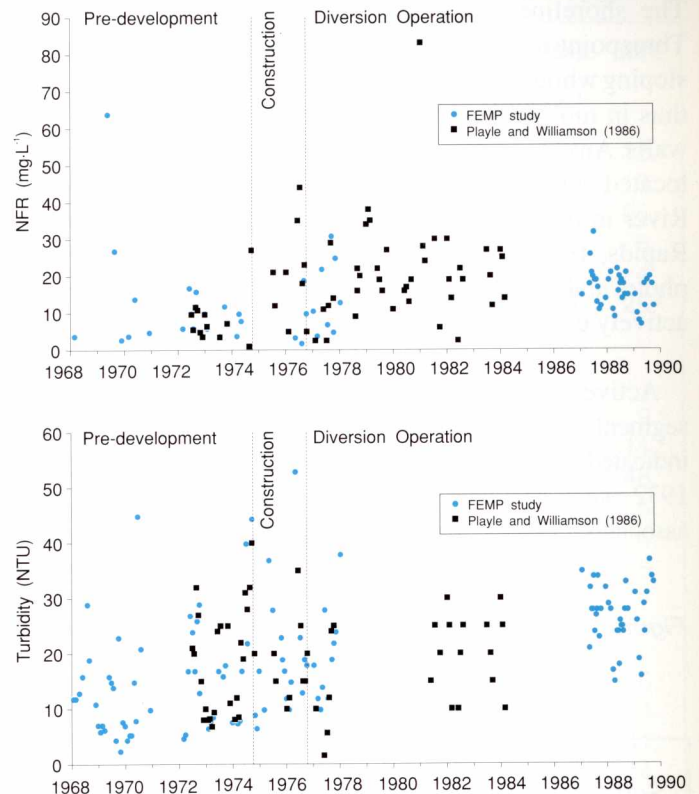 Pre-development
Construction
Diversion Operation
NFR (mg·L⁻¹)
90
80
70
60
50
40
30
20
10
0
FEMP study
Playle and Williamson (1986)
1968 1970 1972 1974 1976 1978 1980 1982 1984 1986 1988 1990
Pre-development
Construction
Diversion Operation
Turbidity (NTU)
60
50
40
30
20
10
0
FEMP study
Playle and Williamson (1986)
1968 1970 1972 1974 1976 1978 1980 1982 1984 1986 1988 1990